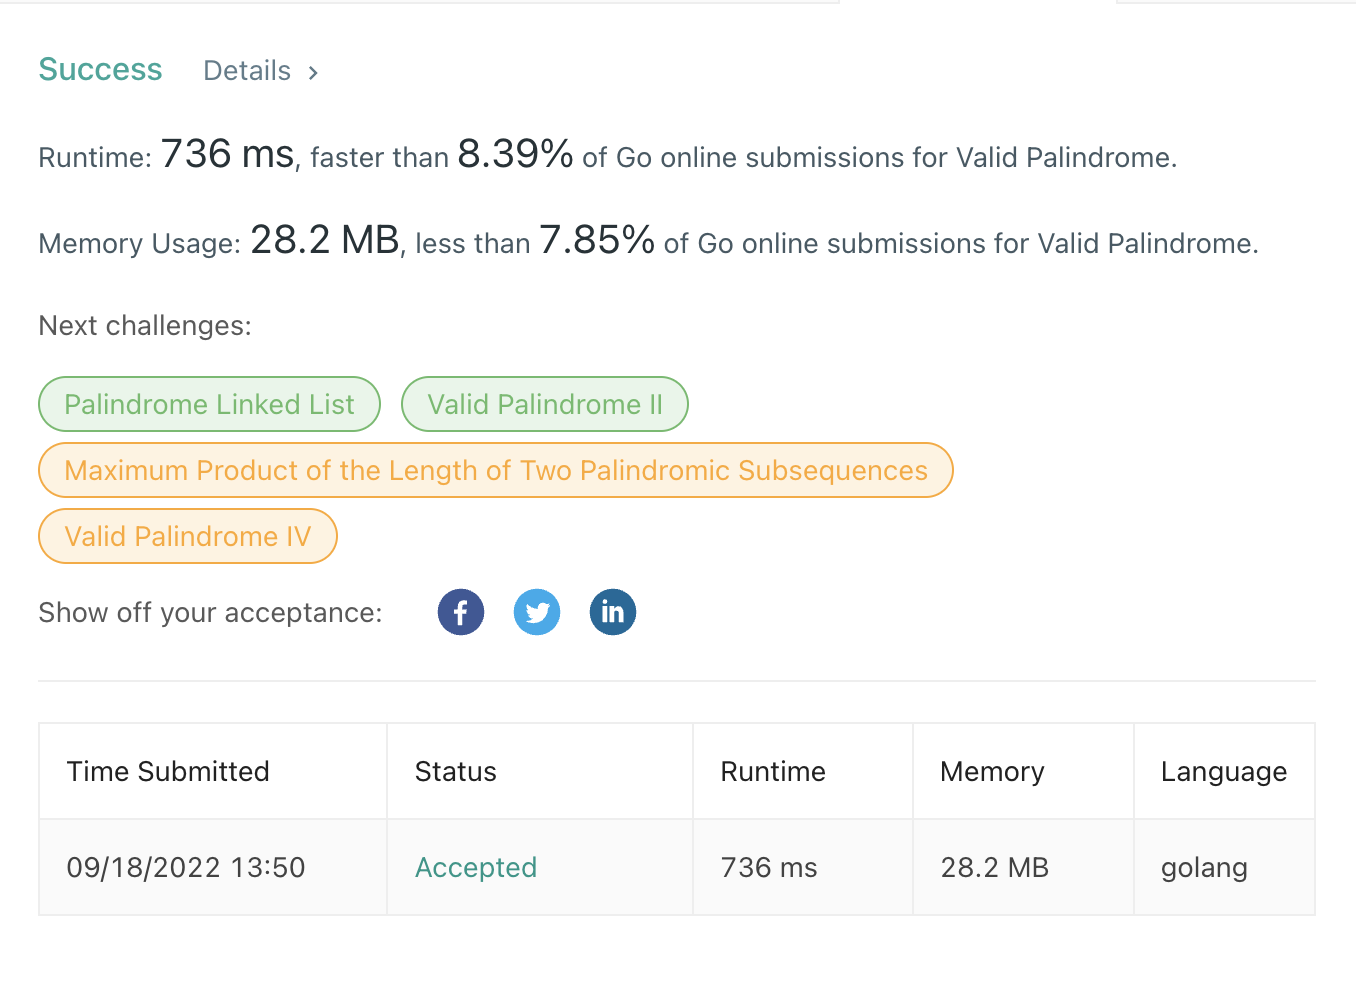 Success Details >
Runtime: 736 ms, faster than 8.39% of Go online submissions for Valid Palindrome.
Memory Usage: 28.2 MB, less than 7.85% of Go online submissions for Valid Palindrome.
Next challenges:
Palindrome Linked List Valid Palindrome II
Maximum Product of the Length of Two Palindromic Subsequences
Valid Palindrome IV
Show off your acceptance: f in
Time Submitted Status Runtime Memory Language
09/18/2022 13:50 Accepted 736 ms 28.2 MB golang